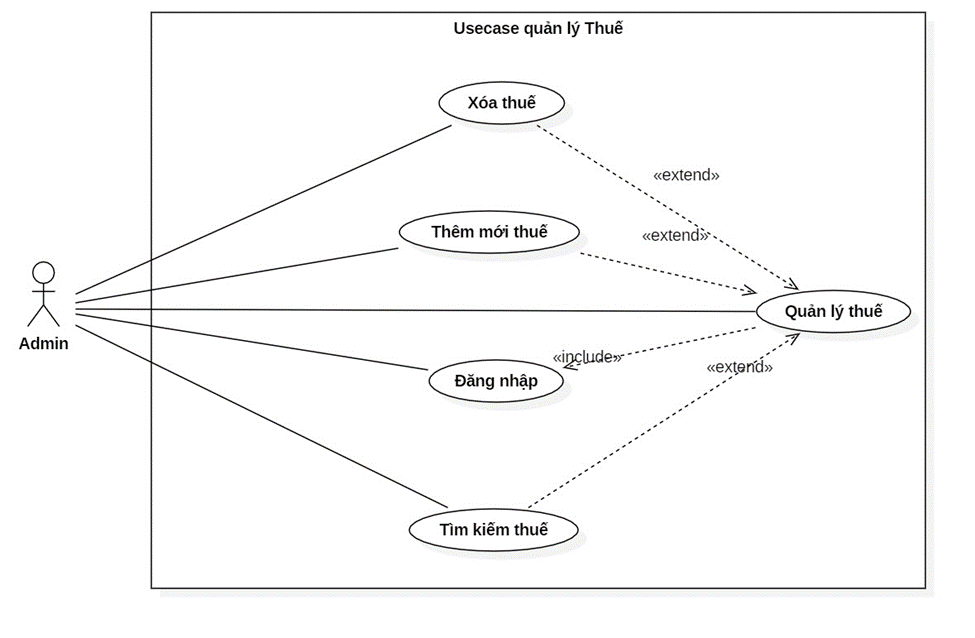 Usecase quản lý Thuế
Xóa thuế
«extend»
Thêm mới thuế
«extend»
Quản lý thuế
Admin
«include»
«extend»
Đăng nhập
Tìm kiếm thuế